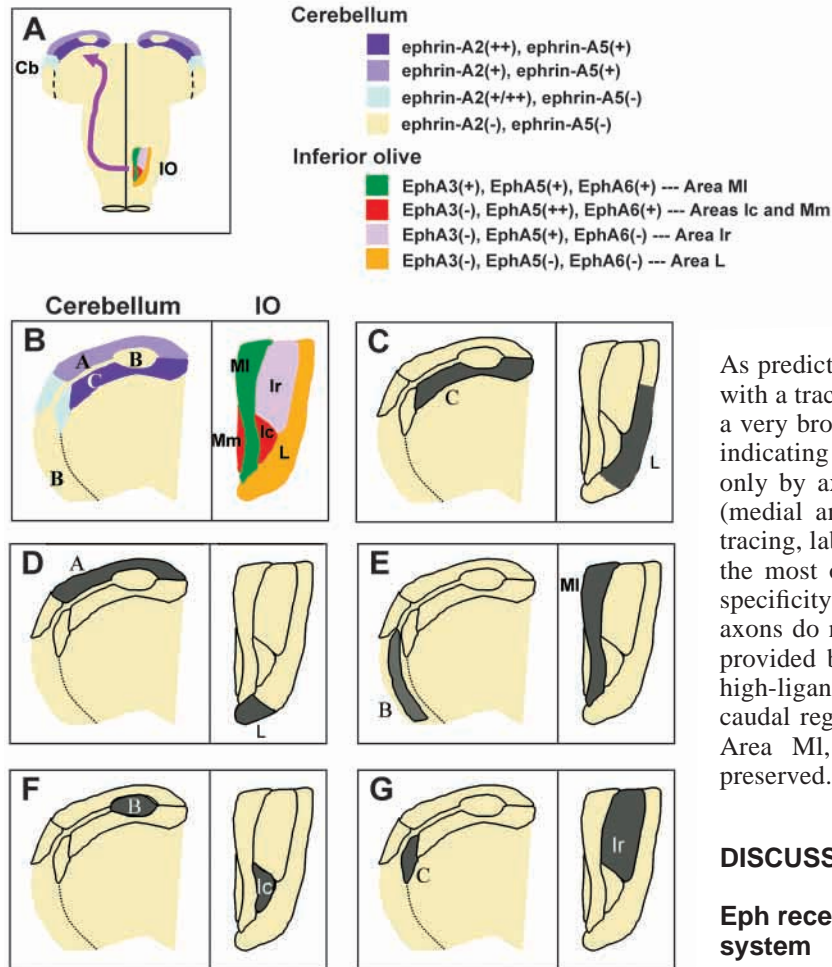 A
Cb
IO
Cerebellum
ephrin-A2(++), ephrin-A5(+)
ephrin-A2(+), ephrin-A5(+)
ephrin-A2(+/++), ephrin-A5(-)
ephrin-A2(-), ephrin-A5(-)
Inferior olive
EphA3(+), EphA5(+), EphA6(+) --- Area Ml
EphA3(-), EphA5(++), EphA6(+) --- Areas Ic and Mm
EphA3(-), EphA5(+), EphA6(-) --- Area Ir
EphA3(-), EphA5(-), EphA6(-) --- Area L
Cerebellum IO
B
A
B
C
B
Ml
Ir
Mm
Ic
L
C
C
L
D
A
L
E
B
Ml
F
B
Ic
G
C
Ir
As predict
with a trac
a very bro
indicating
only by ax
(medial an
tracing, lab
the most o
specificity
axons do r
provided b
high-ligan
caudal reg
Area Ml,
preserved.
DISCUSS
Eph rece
system